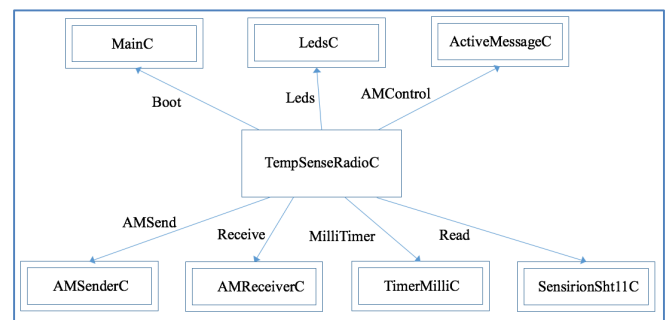 MainC
LedsC
ActiveMessageC
Boot
Leds
AMControl
TempSenseRadioC
AMSend
Receive
MilliTimer
Read
AMSenderC
AMReceiverC
TimerMilliC
SensirionSht11C